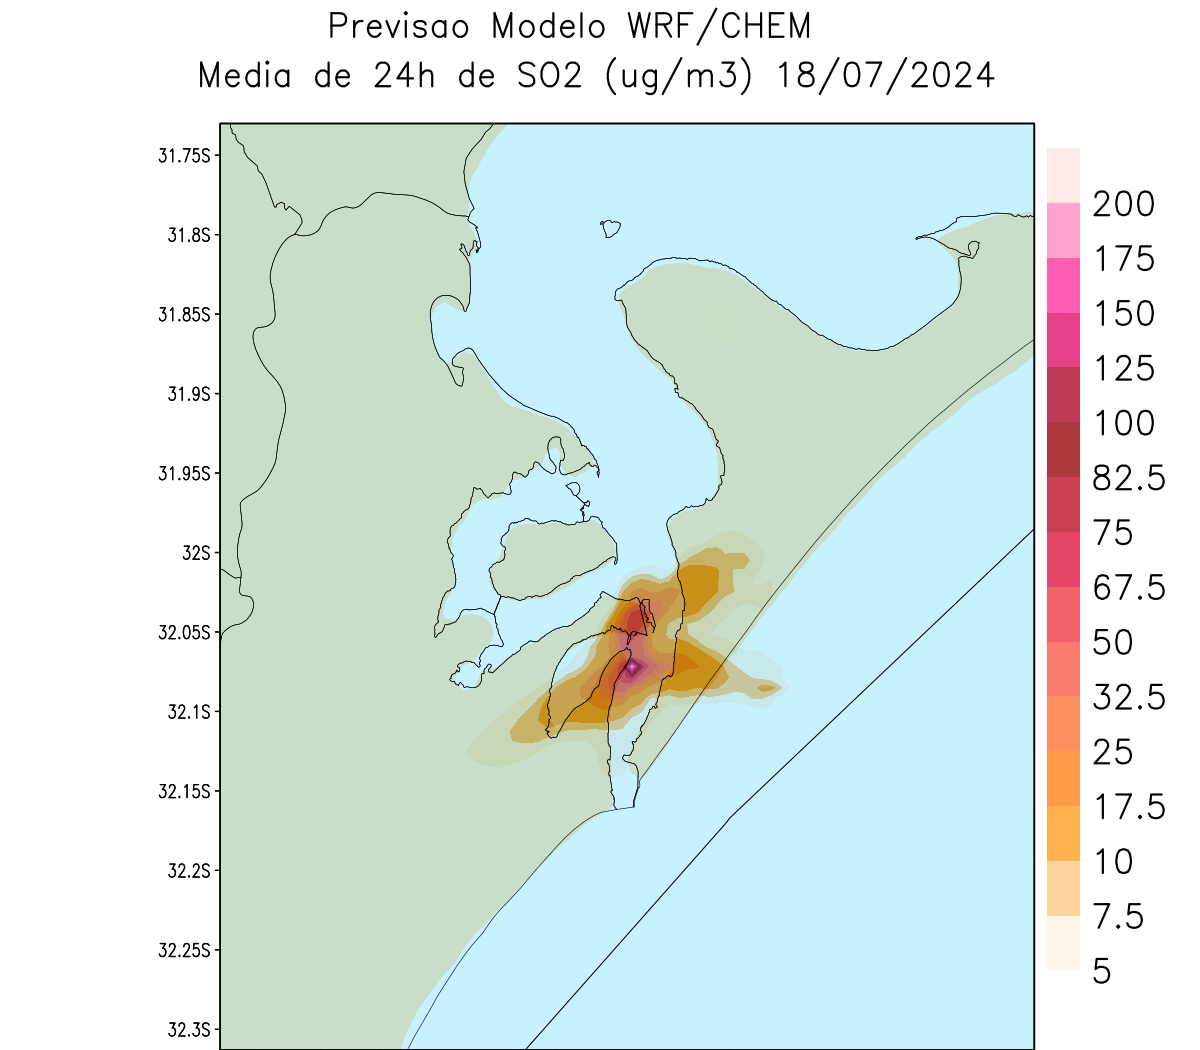 Previsao Modelo WRF/CHEM
Media de 24h de SO2 (ug/m3) 18/07/2024
31.75S
31.8S
31.85S
31.9S
31.95S
32S
32.05S
32.1S
32.15S
32.2S
32.25S
32.3S
200
175
150
125
100
82.5
75
67.5
50
32.5
25
17.5
10
7.5
5